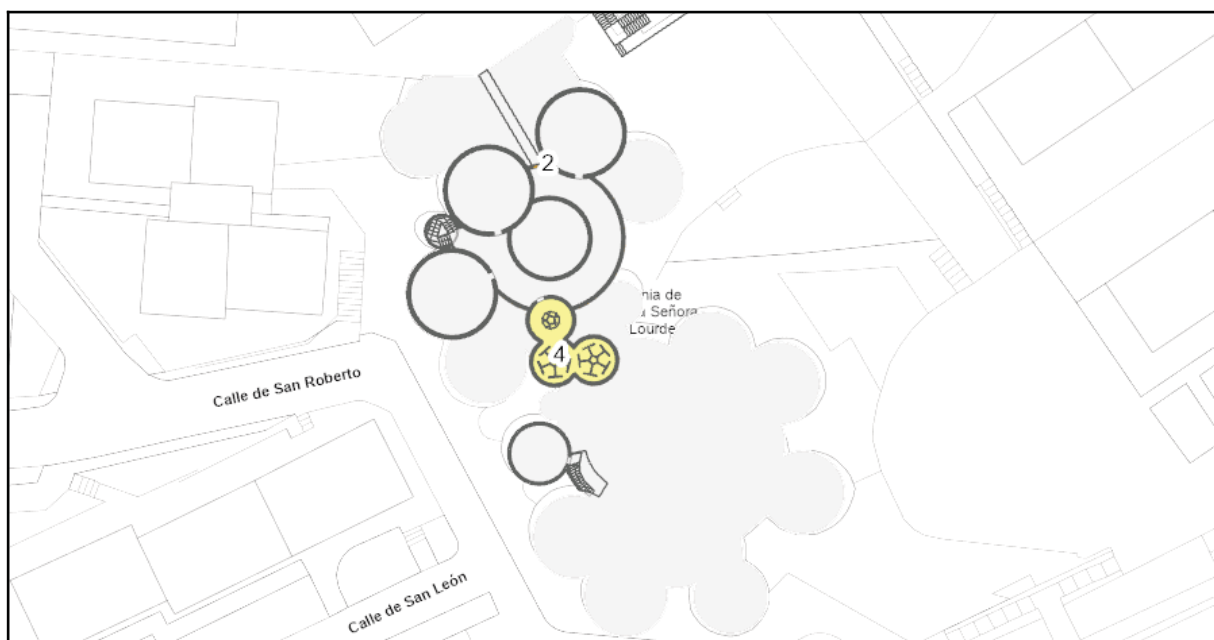 2
nia de
Señora
Lourde
4
Calle de San Roberto
Calle de San León